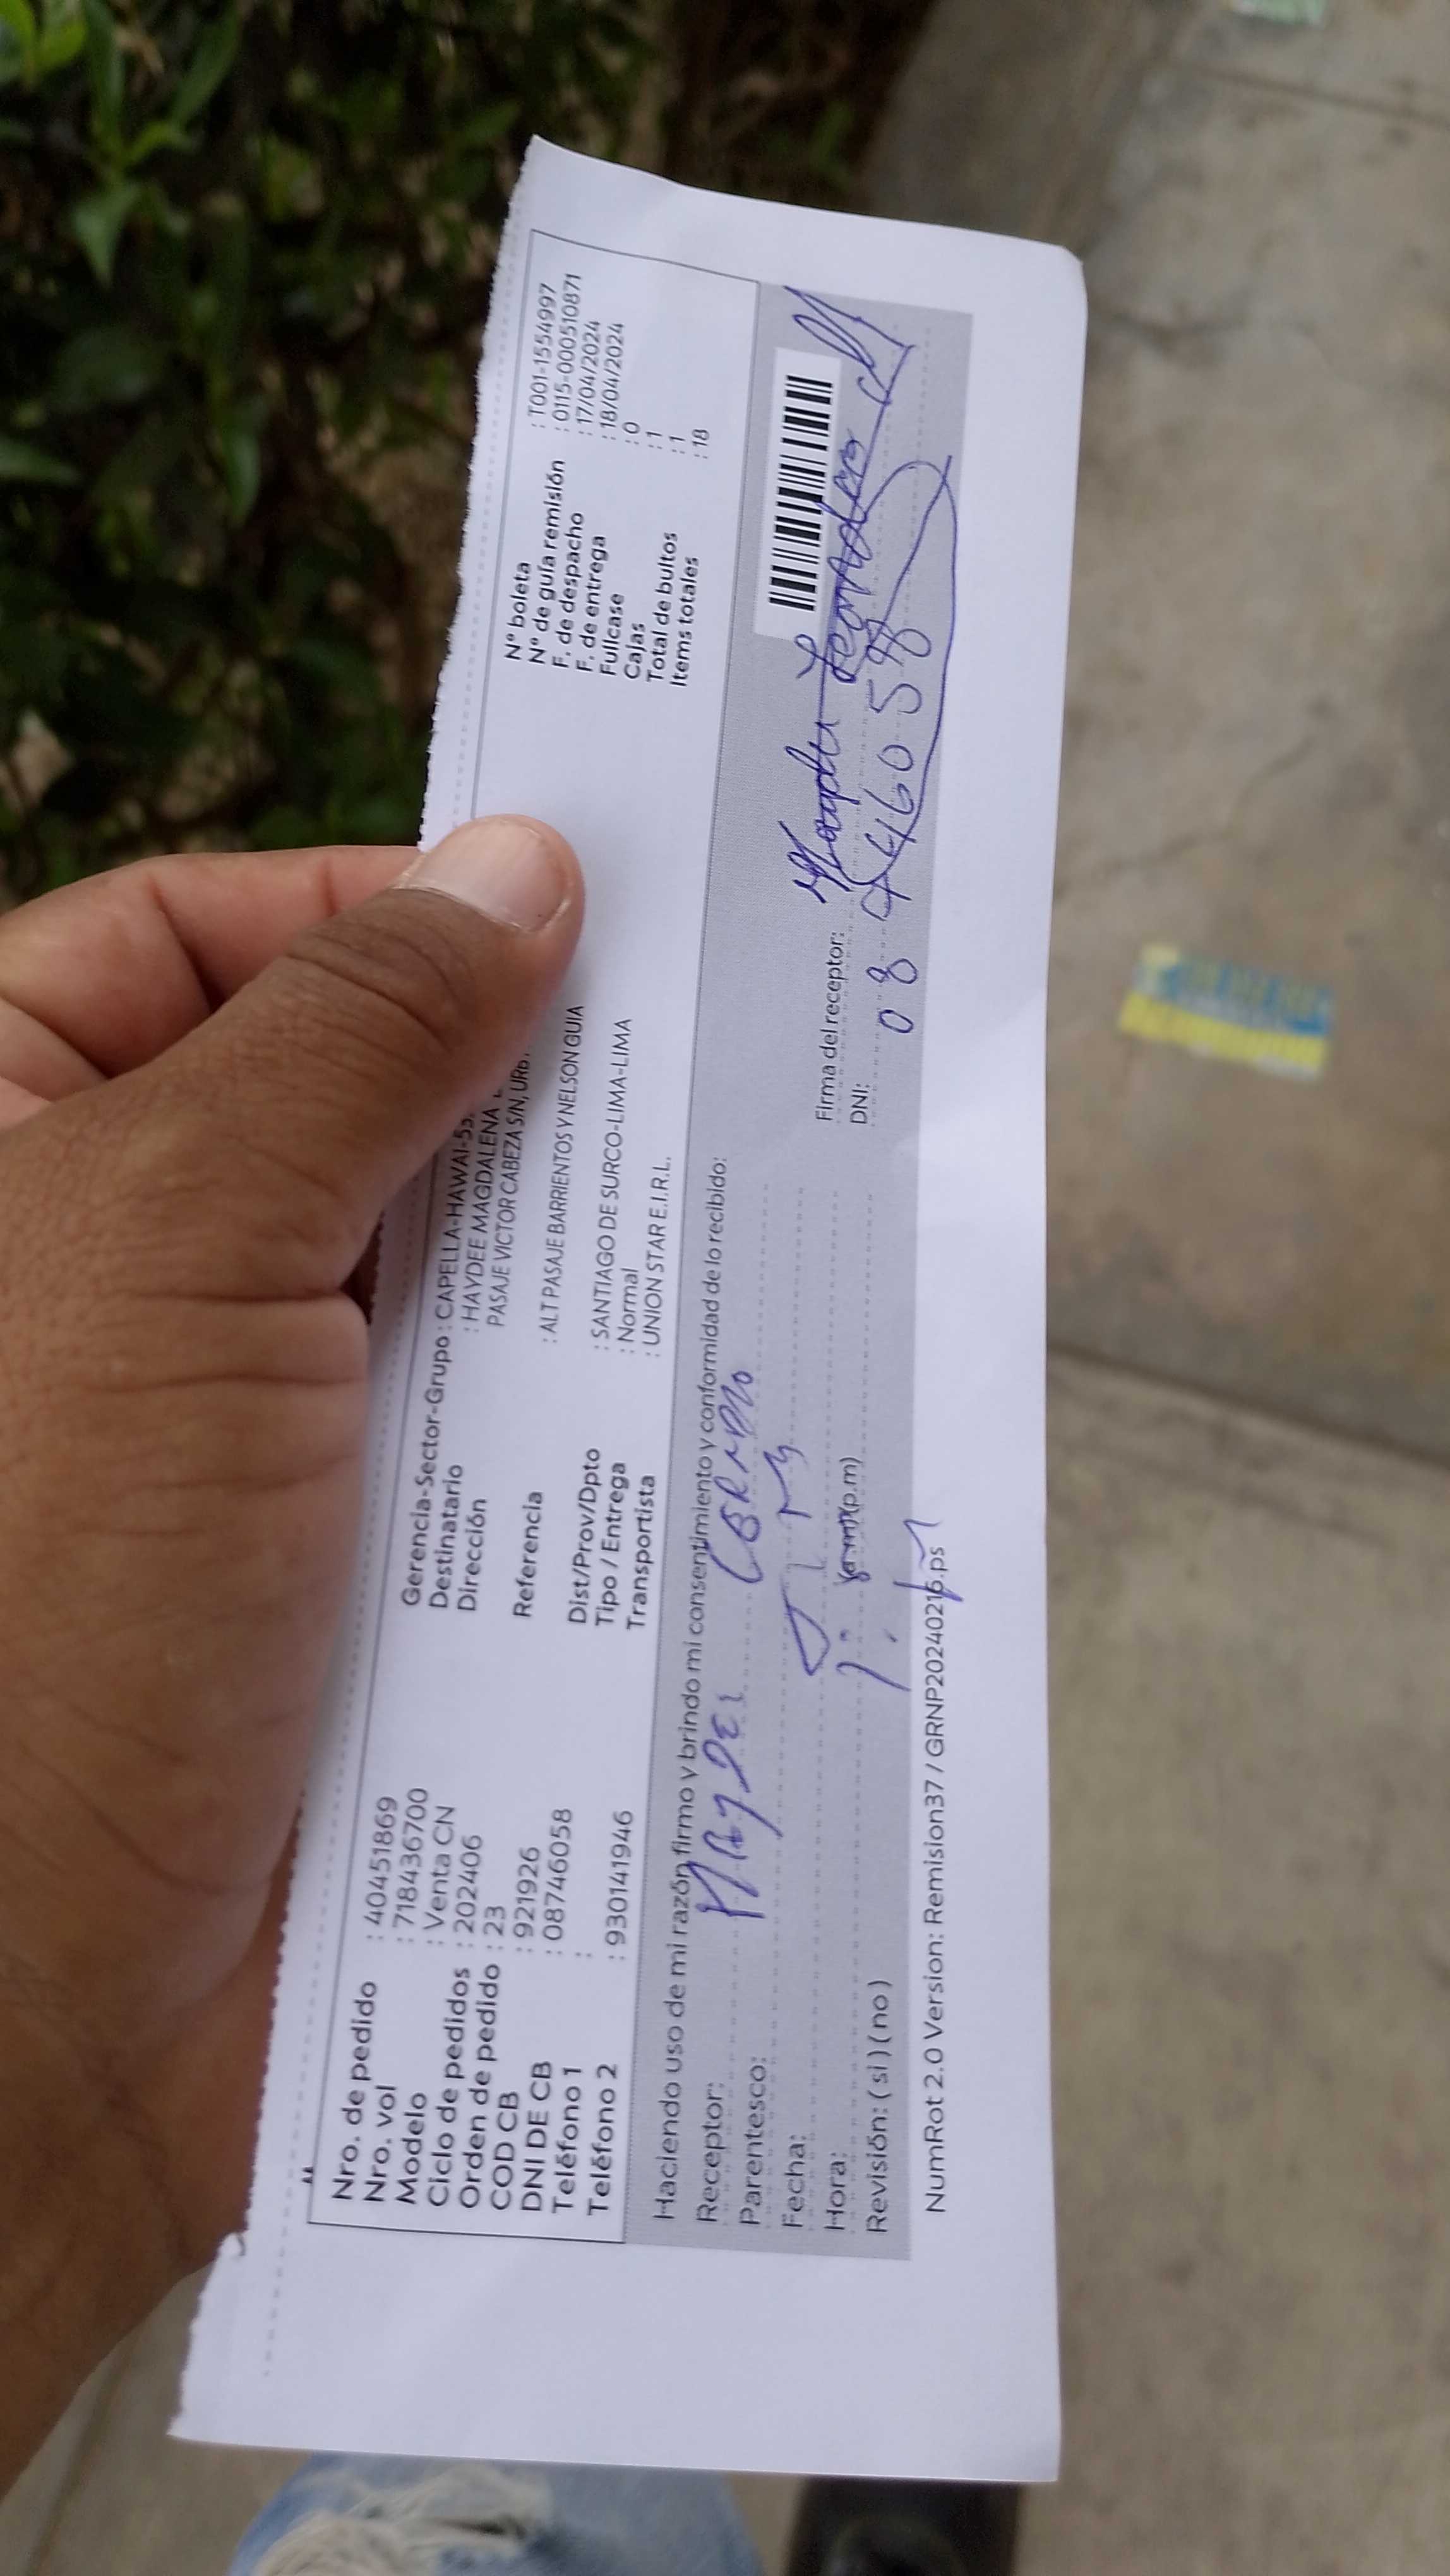 Nro. de pedido : 40451869
Nro. vol : 718436700
Modelo : Venta CN
Ciclo de pedidos : 202406
Orden de pedido : 23
COD CB : 921926
DNI DE CB : 08746058
Teléfono 1 :
Teléfono 2 : 930141946
Gerencia-Sector-Grupo : CAPELLA-HAWAI-53
Destinatario : HAYDEE MAGDALENA
Dirección PASAJE VICTOR CABEZA S/N, URB.
Referencia : ALT PASAJE BARRIENTOS Y NELSON GUIA
Dist/Prov/Dpto : SANTIAGO DE SURCO-LIMA-LIMA
Tipo / Entrega : Normal
Transportista : UNION STAR E.I.R.L.
N° boleta : T001-1554997
N° de guía remisión : 0115-000510871
F. de despacho : 17/04/2024
F. de entrega : 18/04/2024
Fullcase : 0
Cajas : 1
Total de bultos : 1
Items totales : 18
Haciendo uso de mi razón firmo y brindo mi consentimiento y conformidad de lo recibido:
Receptor:
Parentesco:
Fecha:
Hora: (a.m)(p.m)
Revisión: ( si ) ( no )
Firma del receptor:
DNI: 08746058
NumRot 2.0 Version: Remision37 / GRNP20240216.ps